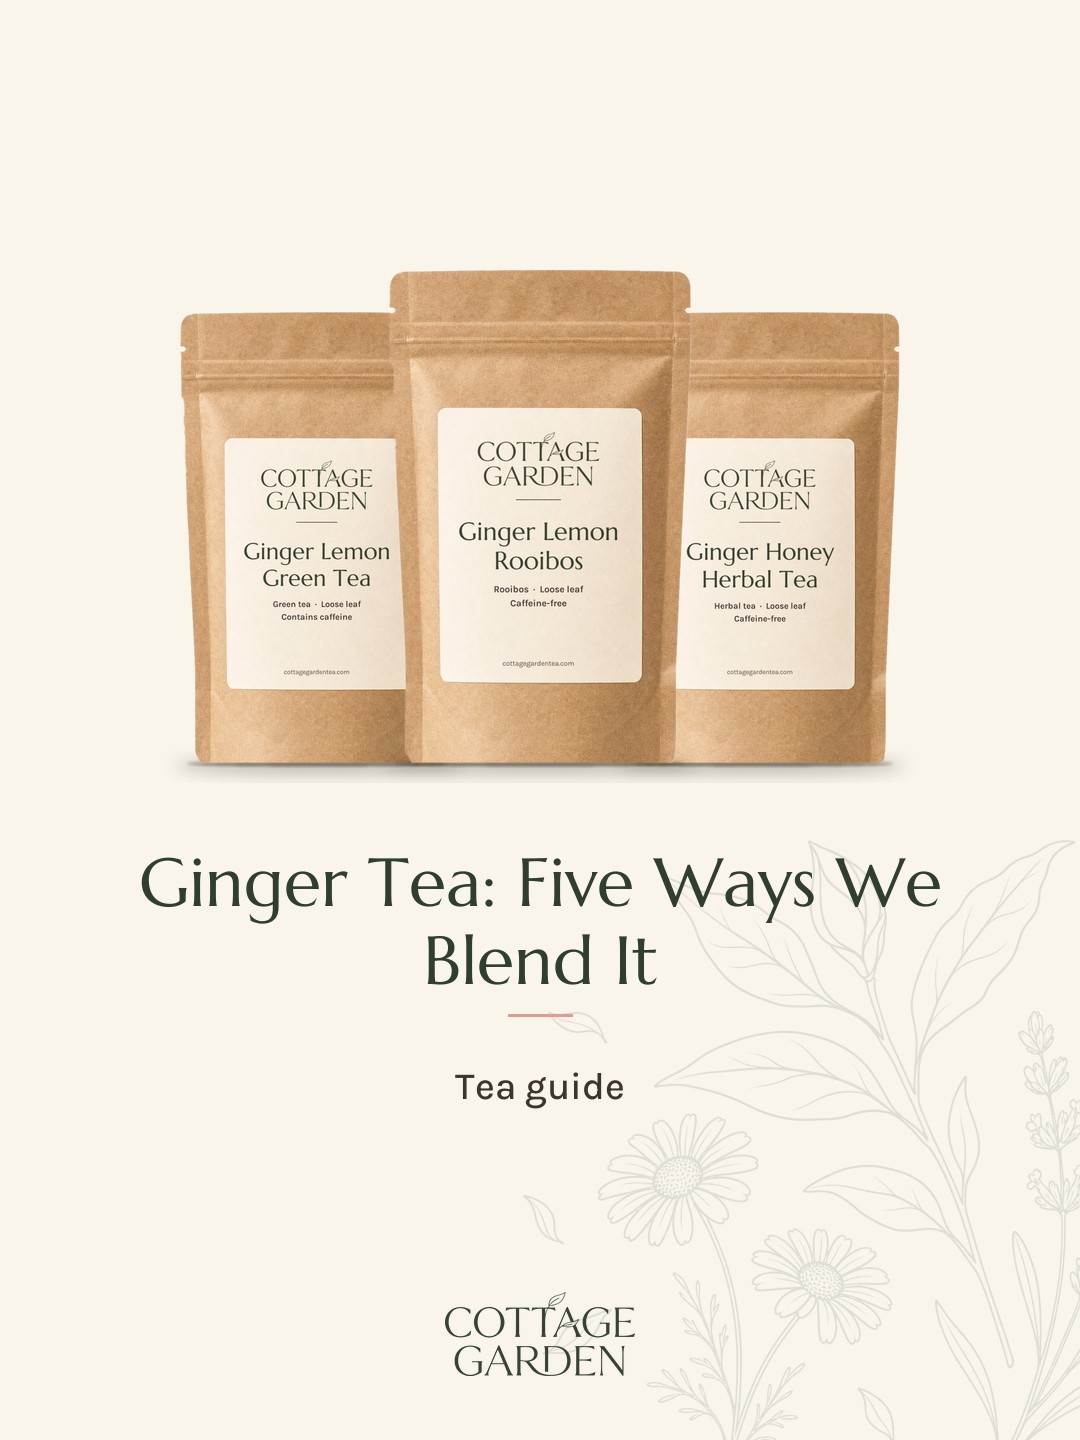 COTTAGE
GARDEN
Ginger Lemon
Green Tea
Green tea · Loose leaf
Contains caffeine
cottagegardentea.com
COTTAGE
GARDEN
Ginger Lemon
Rooibos
Rooibos · Loose leaf
Caffeine-free
cottagegardentea.com
COTTAGE
GARDEN
Ginger Honey
Herbal Tea
Herbal tea · Loose leaf
Caffeine-free
cottagegardentea.com
Ginger Tea: Five Ways We
Blend It
Tea guide
COTTAGE
GARDEN